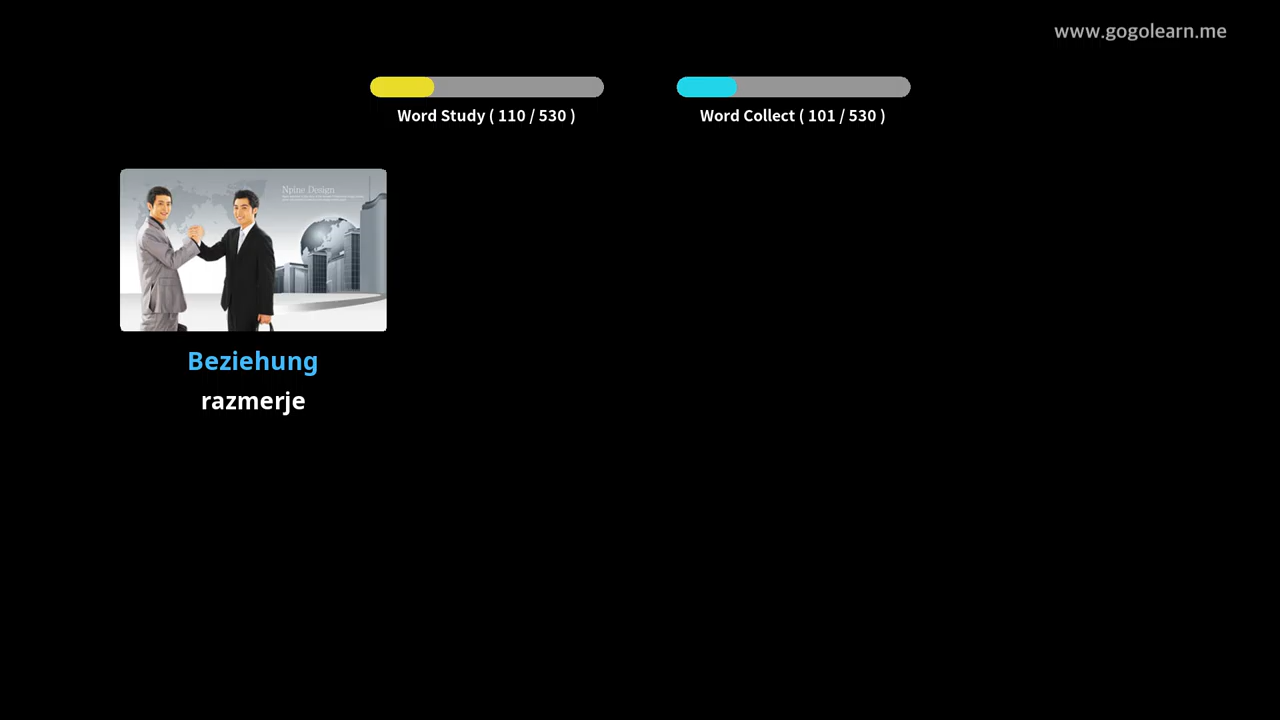 www.gogolearn.me
Word Study ( 110 / 530 )
Word Collect ( 101 / 530 )
Npine Design
Beziehung
razmerje